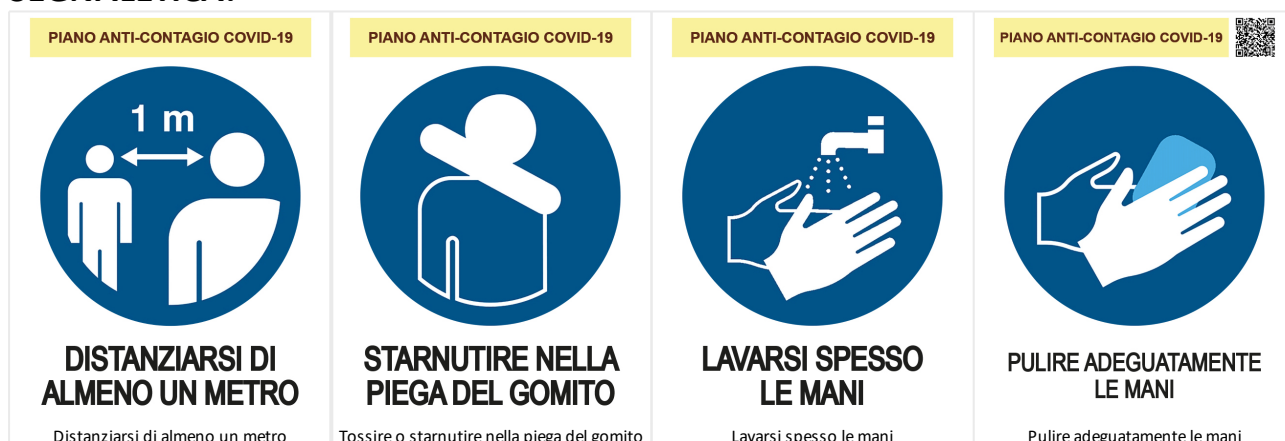 SEGNALETICA:
PIANO ANTI-CONTAGIO COVID-19
1 m
DISTANZIARSI DI
ALMENO UN METRO
Distanziarsi di almeno un metro
PIANO ANTI-CONTAGIO COVID-19
STARNUTIRE NELLA
PIEGA DEL GOMITO
Tossire o starnutire nella piega del gomito
PIANO ANTI-CONTAGIO COVID-19
LAVARSI SPESSO
LE MANI
Lavarsi spesso le mani
PIANO ANTI-CONTAGIO COVID-19
PULIRE ADEGUATAMENTE
LE MANI
Pulire adeguatamente le mani